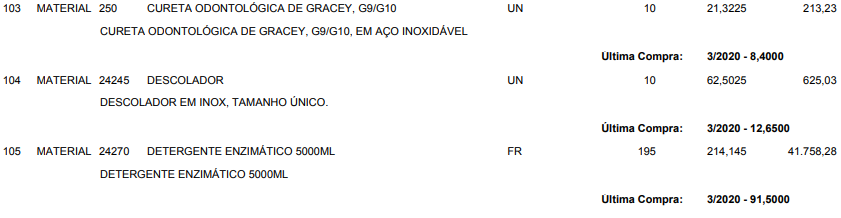 103 MATERIAL 250 CURETA ODONTOLÓGICA DE GRACEY, G9/G10 UN 10 21,3225 213,23
CURETA ODONTOLÓGICA DE GRACEY, G9/G10, EM AÇO INOXIDÁVEL
Última Compra: 3/2020 - 8,4000
104 MATERIAL 24245 DESCOLADOR UN 10 62,5025 625,03
DESCOLADOR EM INOX, TAMANHO ÚNICO.
Última Compra: 3/2020 - 12,6500
105 MATERIAL 24270 DETERGENTE ENZIMÁTICO 5000ML FR 195 214,145 41.758,28
DETERGENTE ENZIMÁTICO 5000ML
Última Compra: 3/2020 - 91,5000